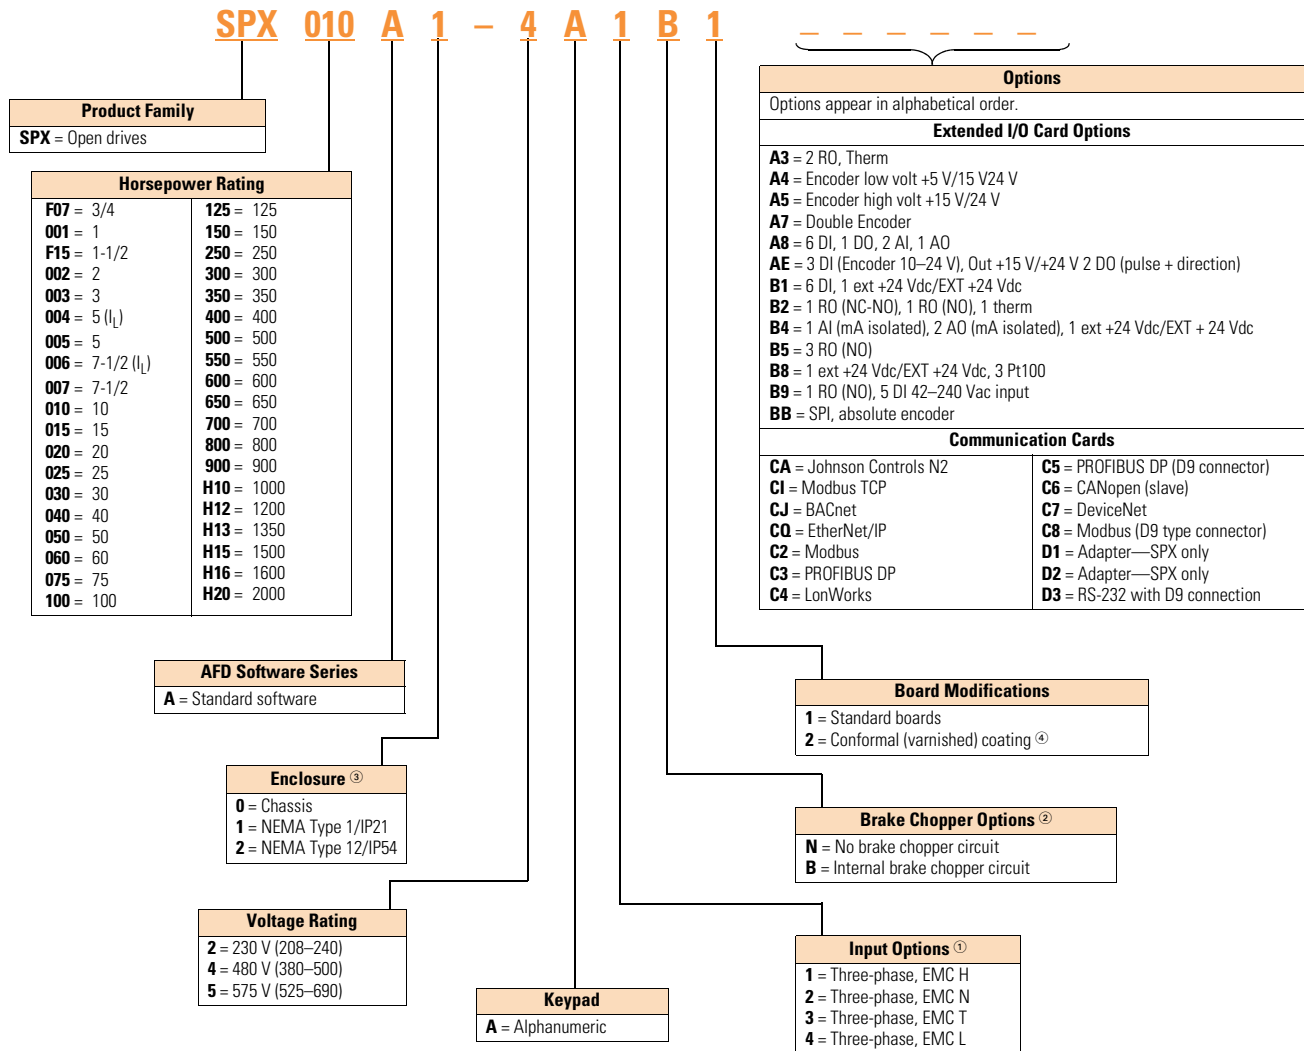 SPX 010 A 1 – 4 A 1 B 1 _ _ _ _ _ _
Product Family
SPX = Open drives
Horsepower Rating
F07 = 3/4
001 = 1
F15 = 1-1/2
002 = 2
003 = 3
004 = 5 (IL)
005 = 5
006 = 7-1/2 (IL)
007 = 7-1/2
010 = 10
015 = 15
020 = 20
025 = 25
030 = 30
040 = 40
050 = 50
060 = 60
075 = 75
100 = 100
125 = 125
150 = 150
250 = 250
300 = 300
350 = 350
400 = 400
500 = 500
550 = 550
600 = 600
650 = 650
700 = 700
800 = 800
900 = 900
H10 = 1000
H12 = 1200
H13 = 1350
H15 = 1500
H16 = 1600
H20 = 2000
AFD Software Series
A = Standard software
Enclosure ③
0 = Chassis
1 = NEMA Type 1/IP21
2 = NEMA Type 12/IP54
Voltage Rating
2 = 230 V (208–240)
4 = 480 V (380–500)
5 = 575 V (525–690)
Keypad
A = Alphanumeric
Options
Options appear in alphabetical order.
Extended I/O Card Options
A3 = 2 RO, Therm
A4 = Encoder low volt +5 V/15 V24 V
A5 = Encoder high volt +15 V/24 V
A7 = Double Encoder
A8 = 6 DI, 1 DO, 2 AI, 1 AO
AE = 3 DI (Encoder 10–24 V), Out +15 V/+24 V 2 DO (pulse + direction)
B1 = 6 DI, 1 ext +24 Vdc/EXT +24 Vdc
B2 = 1 RO (NC-NO), 1 RO (NO), 1 therm
B4 = 1 AI (mA isolated), 2 AO (mA isolated), 1 ext +24 Vdc/EXT + 24 Vdc
B5 = 3 RO (NO)
B8 = 1 ext +24 Vdc/EXT +24 Vdc, 3 Pt100
B9 = 1 RO (NO), 5 DI 42–240 Vac input
BB = SPI, absolute encoder
Communication Cards
CA = Johnson Controls N2
CI = Modbus TCP
CJ = BACnet
CQ = EtherNet/IP
C2 = Modbus
C3 = PROFIBUS DP
C4 = LonWorks
C5 = PROFIBUS DP (D9 connector)
C6 = CANopen (slave)
C7 = DeviceNet
C8 = Modbus (D9 type connector)
D1 = Adapter—SPX only
D2 = Adapter—SPX only
D3 = RS-232 with D9 connection
Board Modifications
1 = Standard boards
2 = Conformal (varnished) coating ④
Brake Chopper Options ②
N = No brake chopper circuit
B = Internal brake chopper circuit
Input Options ①
1 = Three-phase, EMC H
2 = Three-phase, EMC N
3 = Three-phase, EMC T
4 = Three-phase, EMC L